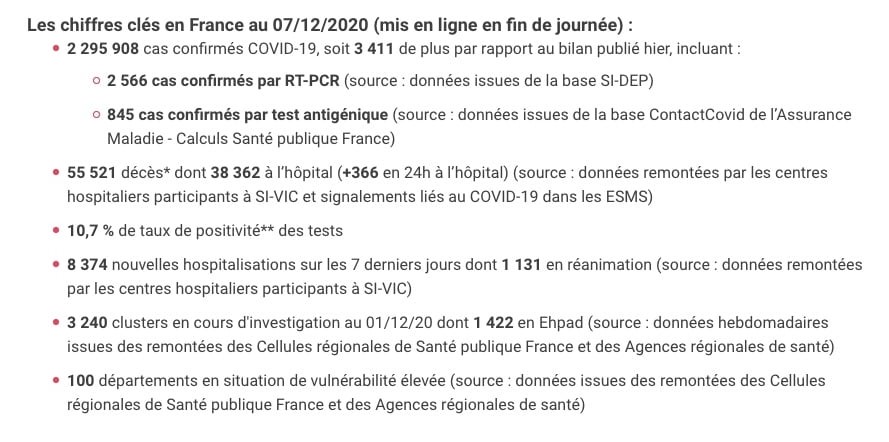 Les chiffres clés en France au 07/12/2020 (mis en ligne en fin de journée) :
2 295 908 cas confirmés COVID-19, soit 3 411 de plus par rapport au bilan publié hier, incluant :
2 566 cas confirmés par RT-PCR (source : données issues de la base SI-DEP)
845 cas confirmés par test antigénique (source : données issues de la base ContactCovid de l’Assurance
Maladie - Calculs Santé publique France)
55 521 décès* dont 38 362 à l’hôpital (+366 en 24h à l’hôpital) (source : données remontées par les centres
hospitaliers participants à SI-VIC et signalements liés au COVID-19 dans les ESMS)
10,7 % de taux de positivité** des tests
8 374 nouvelles hospitalisations sur les 7 derniers jours dont 1 131 en réanimation (source : données remontées
par les centres hospitaliers participants à SI-VIC)
3 240 clusters en cours d'investigation au 01/12/20 dont 1 422 en Ehpad (source : données hebdomadaires
issues des remontées des Cellules régionales de Santé publique France et des Agences régionales de santé)
100 départements en situation de vulnérabilité élevée (source : données issues des remontées des Cellules
régionales de Santé publique France et des Agences régionales de santé)